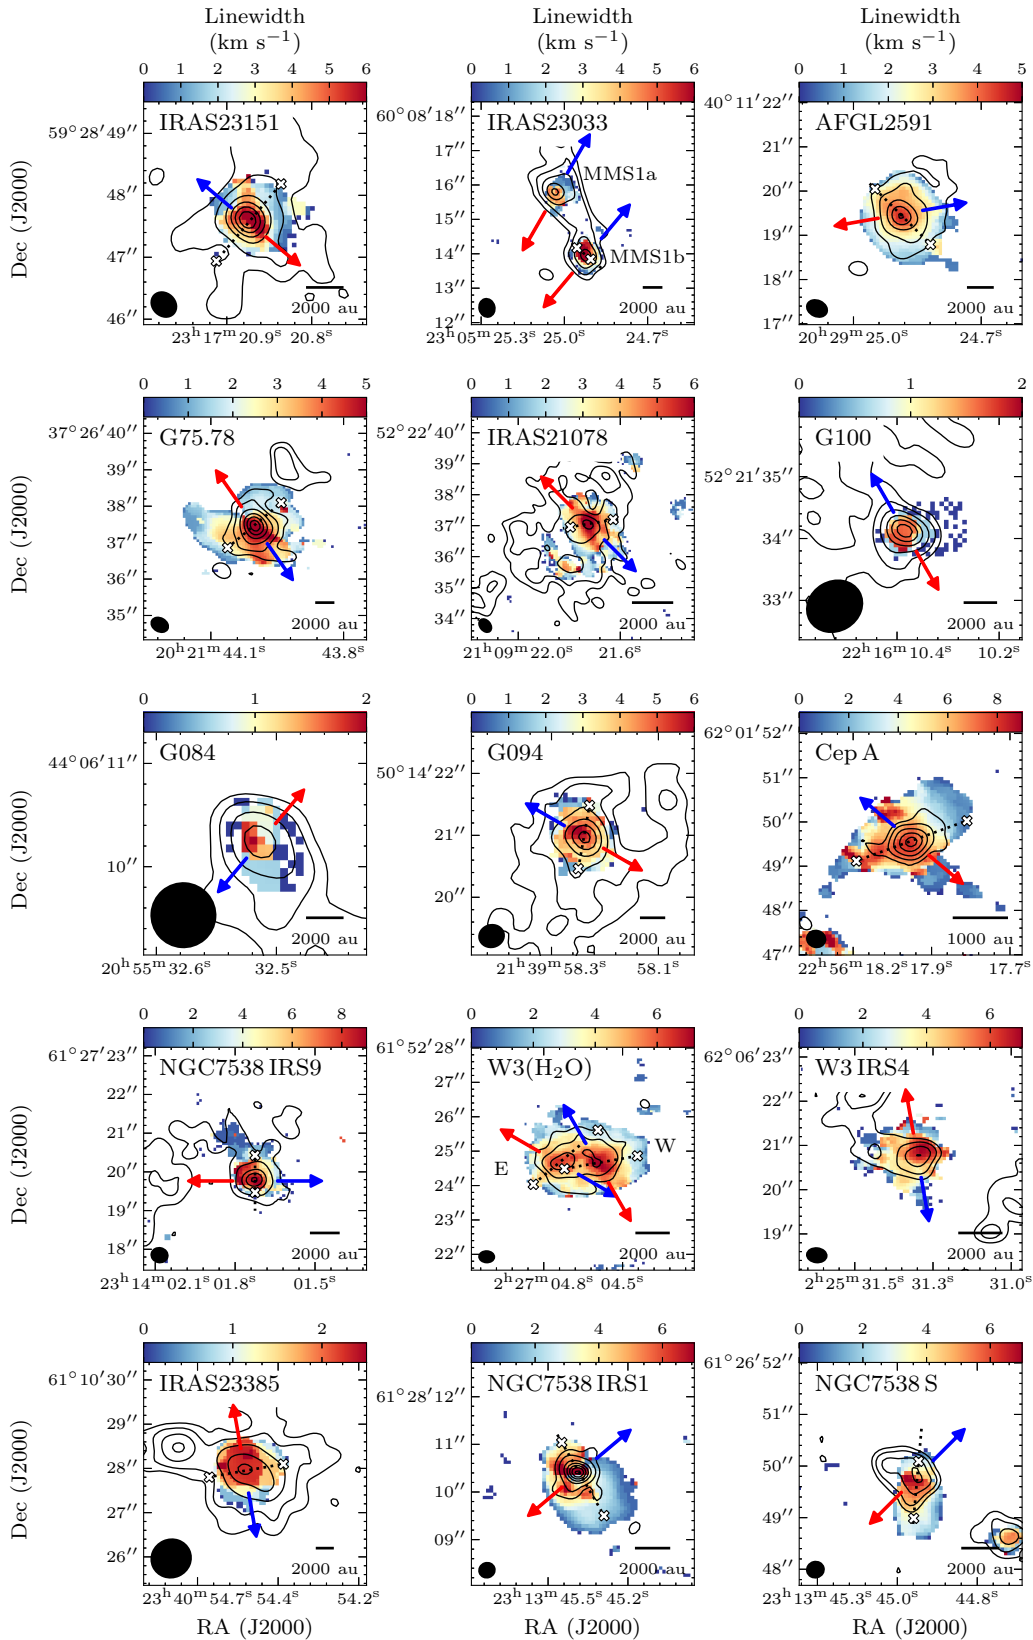 Linewidth Linewidth Linewidth
(km s⁻¹) (km s⁻¹) (km s⁻¹)
0 1 2 3 4 5 6 0 1 2 3 4 5 6 0 1 2 3 4 5
IRAS23151 IRAS23033 AFGL2591
MMS1a
MMS1b
59°28′49″ 48″ 47″ 46″
60°08′18″ 17″ 16″ 15″ 14″ 13″ 12″
40°11′22″ 21″ 20″ 19″ 18″ 17″
Dec (J2000)
2000 au 2000 au 2000 au
23ʰ17ᵐ20.9ˢ 20.8ˢ 23ʰ05ᵐ25.3ˢ 25.0ˢ 24.7ˢ 20ʰ29ᵐ25.0ˢ 24.7ˢ
0 1 2 3 4 5 0 1 2 3 4 5 6 0 1 2
G75.78 IRAS21078 G100
37°26′40″ 39″ 38″ 37″ 36″ 35″
52°22′40″ 39″ 38″ 37″ 36″ 35″ 34″
52°21′35″ 34″ 33″
Dec (J2000)
2000 au 2000 au 2000 au
20ʰ21ᵐ44.1ˢ 43.8ˢ 21ʰ09ᵐ22.0ˢ 21.6ˢ 22ʰ16ᵐ10.4ˢ 10.2ˢ
0 1 2 0 1 2 3 4 5 6 0 2 4 6 8
G084 G094 Cep A
44°06′11″ 10″
50°14′22″ 21″ 20″
62°01′52″ 51″ 50″ 49″ 48″ 47″
Dec (J2000)
2000 au 2000 au 1000 au
20ʰ55ᵐ32.6ˢ 32.5ˢ 21ʰ39ᵐ58.3ˢ 58.1ˢ 22ʰ56ᵐ18.2ˢ 17.9ˢ 17.7ˢ
0 2 4 6 8 0 2 4 6 0 2 4 6
NGC7538 IRS9 W3(H₂O) W3 IRS4
E W
61°27′23″ 22″ 21″ 20″ 19″ 18″
61°52′28″ 27″ 26″ 25″ 24″ 23″ 22″
62°06′23″ 22″ 21″ 20″ 19″
Dec (J2000)
2000 au 2000 au 2000 au
23ʰ14ᵐ02.1ˢ 01.8ˢ 01.5ˢ 2ʰ27ᵐ04.8ˢ 04.5ˢ 2ʰ25ᵐ31.5ˢ 31.3ˢ 31.0ˢ
0 1 2 0 2 4 6 0 2 4 6
IRAS23385 NGC7538 IRS1 NGC7538 S
61°10′30″ 29″ 28″ 27″ 26″
61°28′12″ 11″ 10″ 09″
61°26′52″ 51″ 50″ 49″ 48″
Dec (J2000)
2000 au 2000 au 2000 au
23ʰ40ᵐ54.7ˢ 54.4ˢ 54.2ˢ 23ʰ13ᵐ45.5ˢ 45.2ˢ 23ʰ13ᵐ45.3ˢ 45.0ˢ 44.8ˢ
RA (J2000) RA (J2000) RA (J2000)